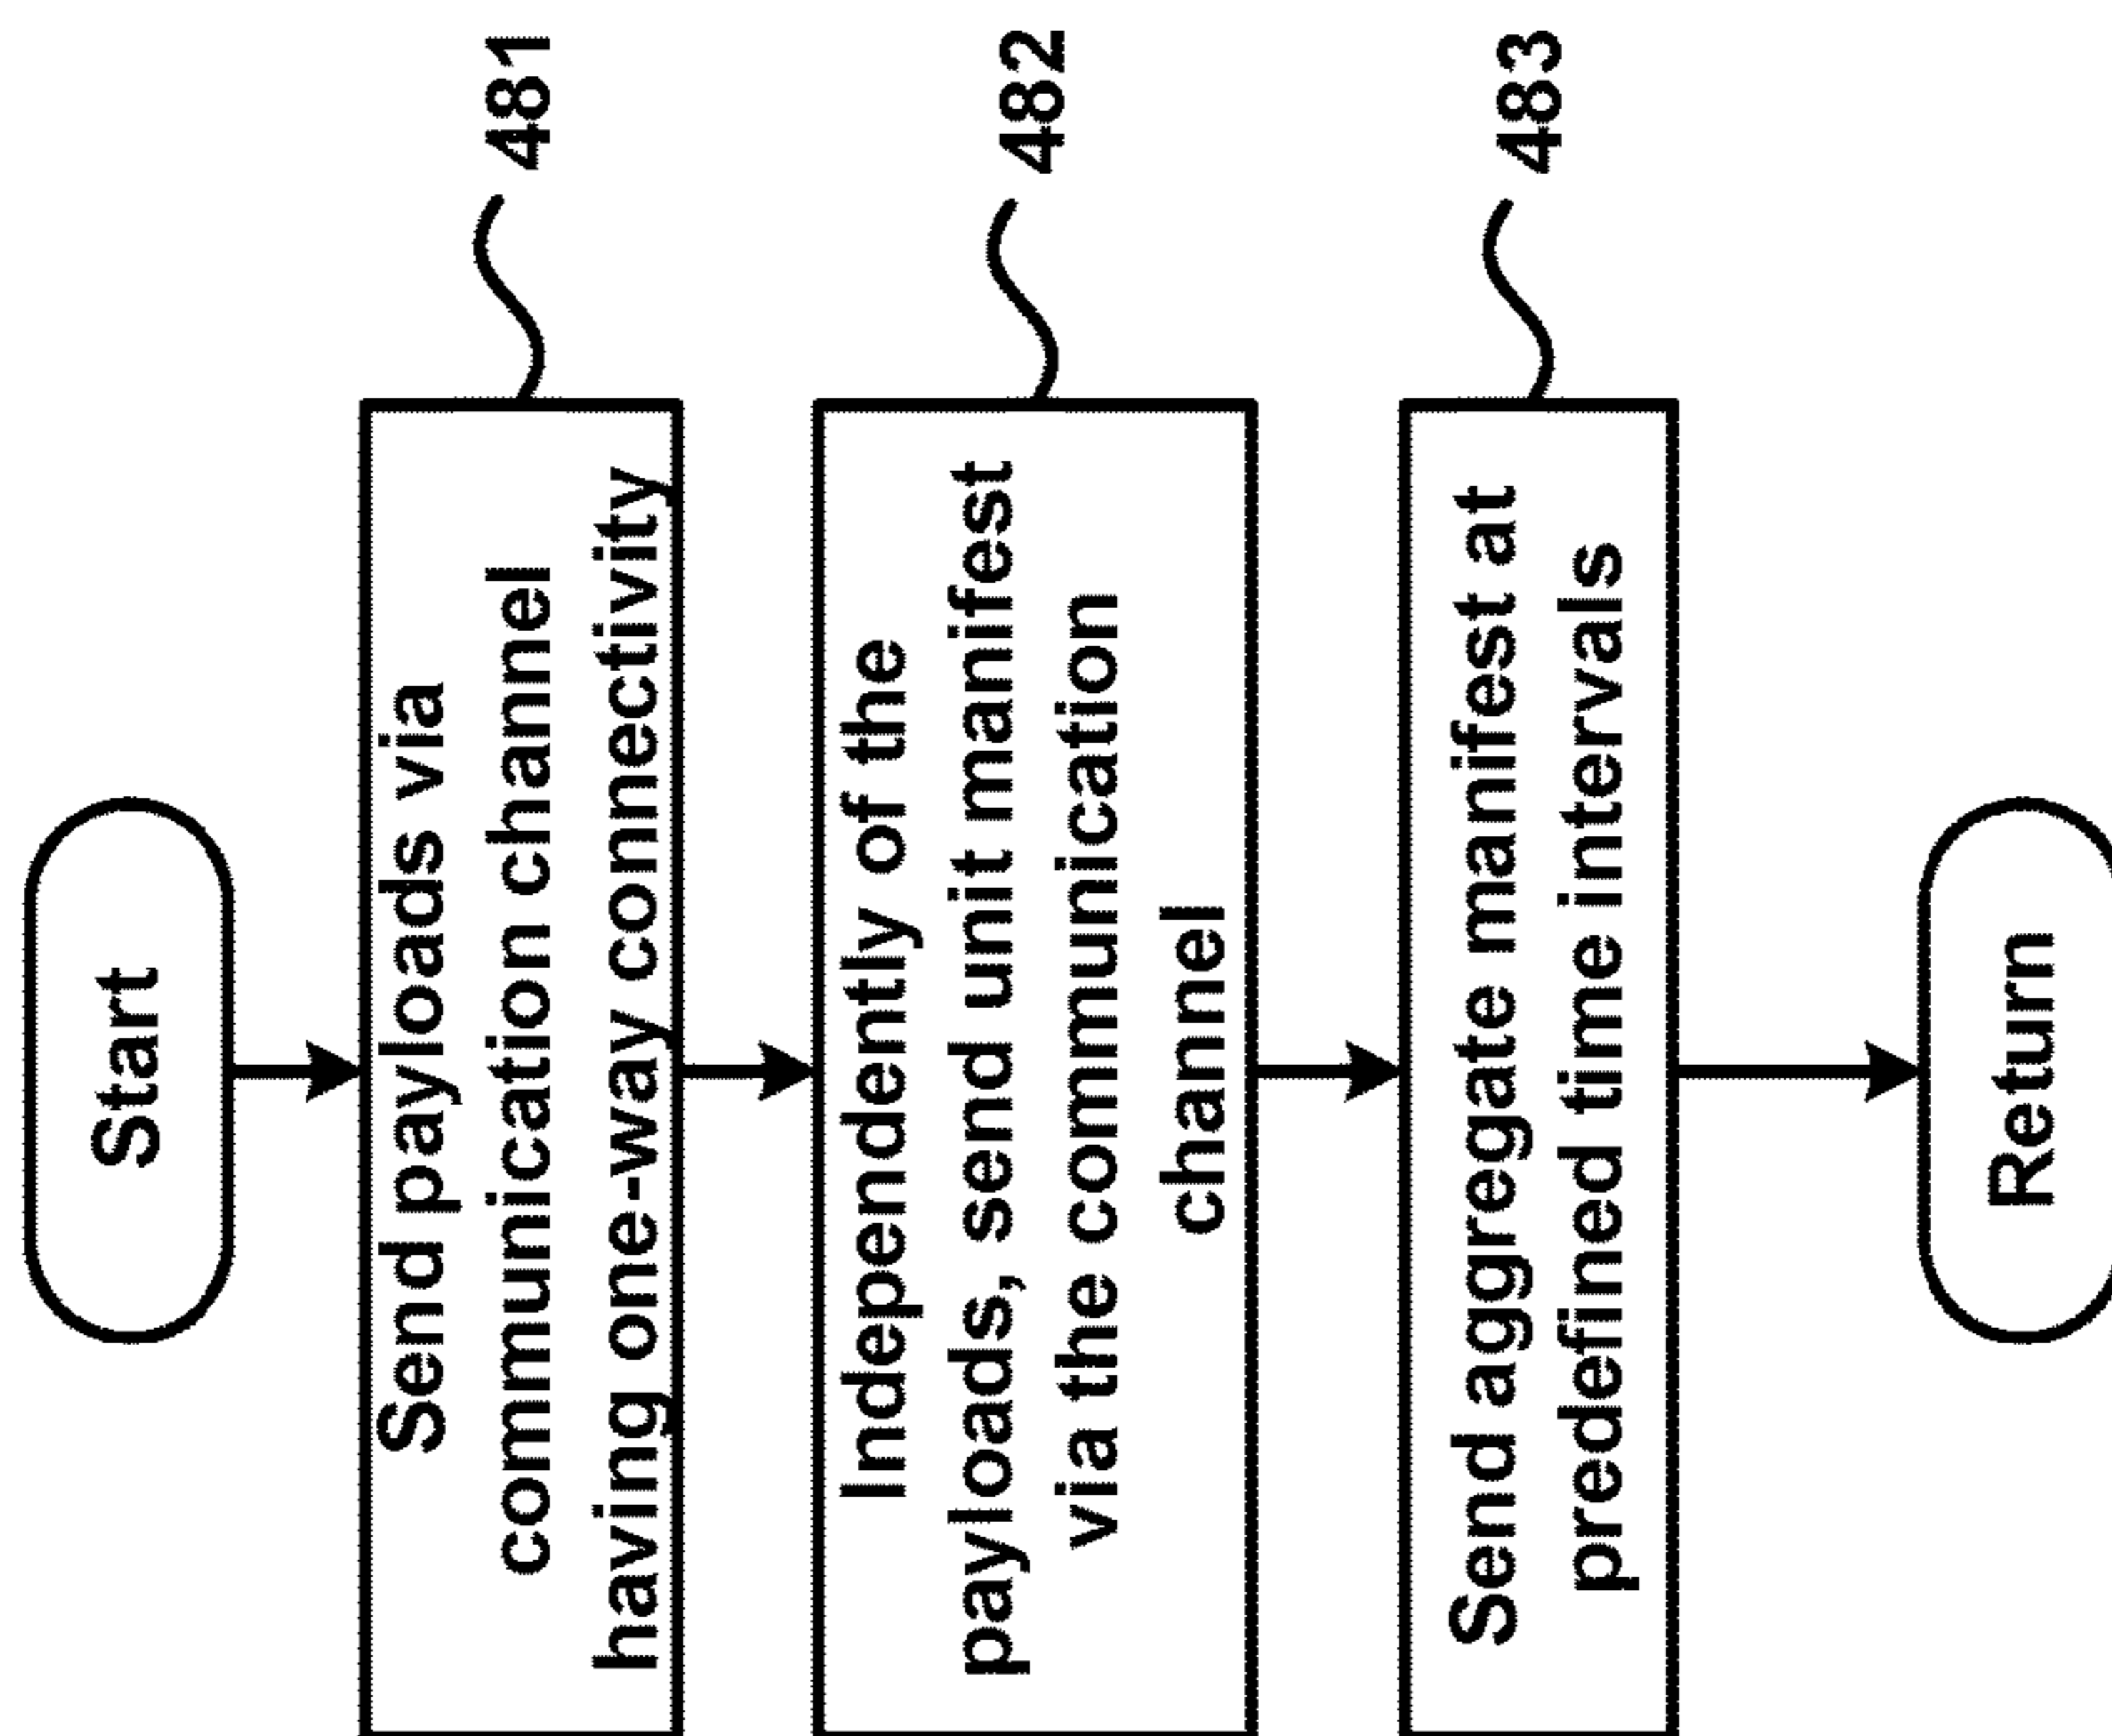 Start
Send payloads via
communication channel
having one-way connectivity
481
Independently of the
payloads, send unit manifest
via the communication
channel
482
Send aggregate manifest at
predefined time intervals
483
Return